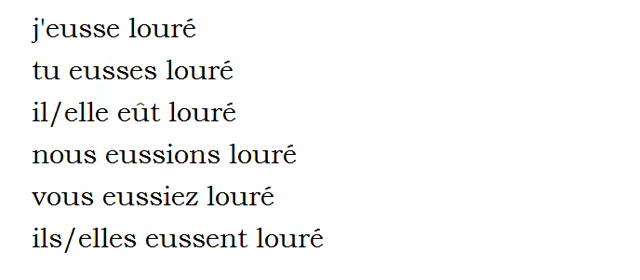 j'eusse louré
tu eusses louré
il/elle eût louré
nous eussions louré
vous eussiez louré
ils/elles eussent louré